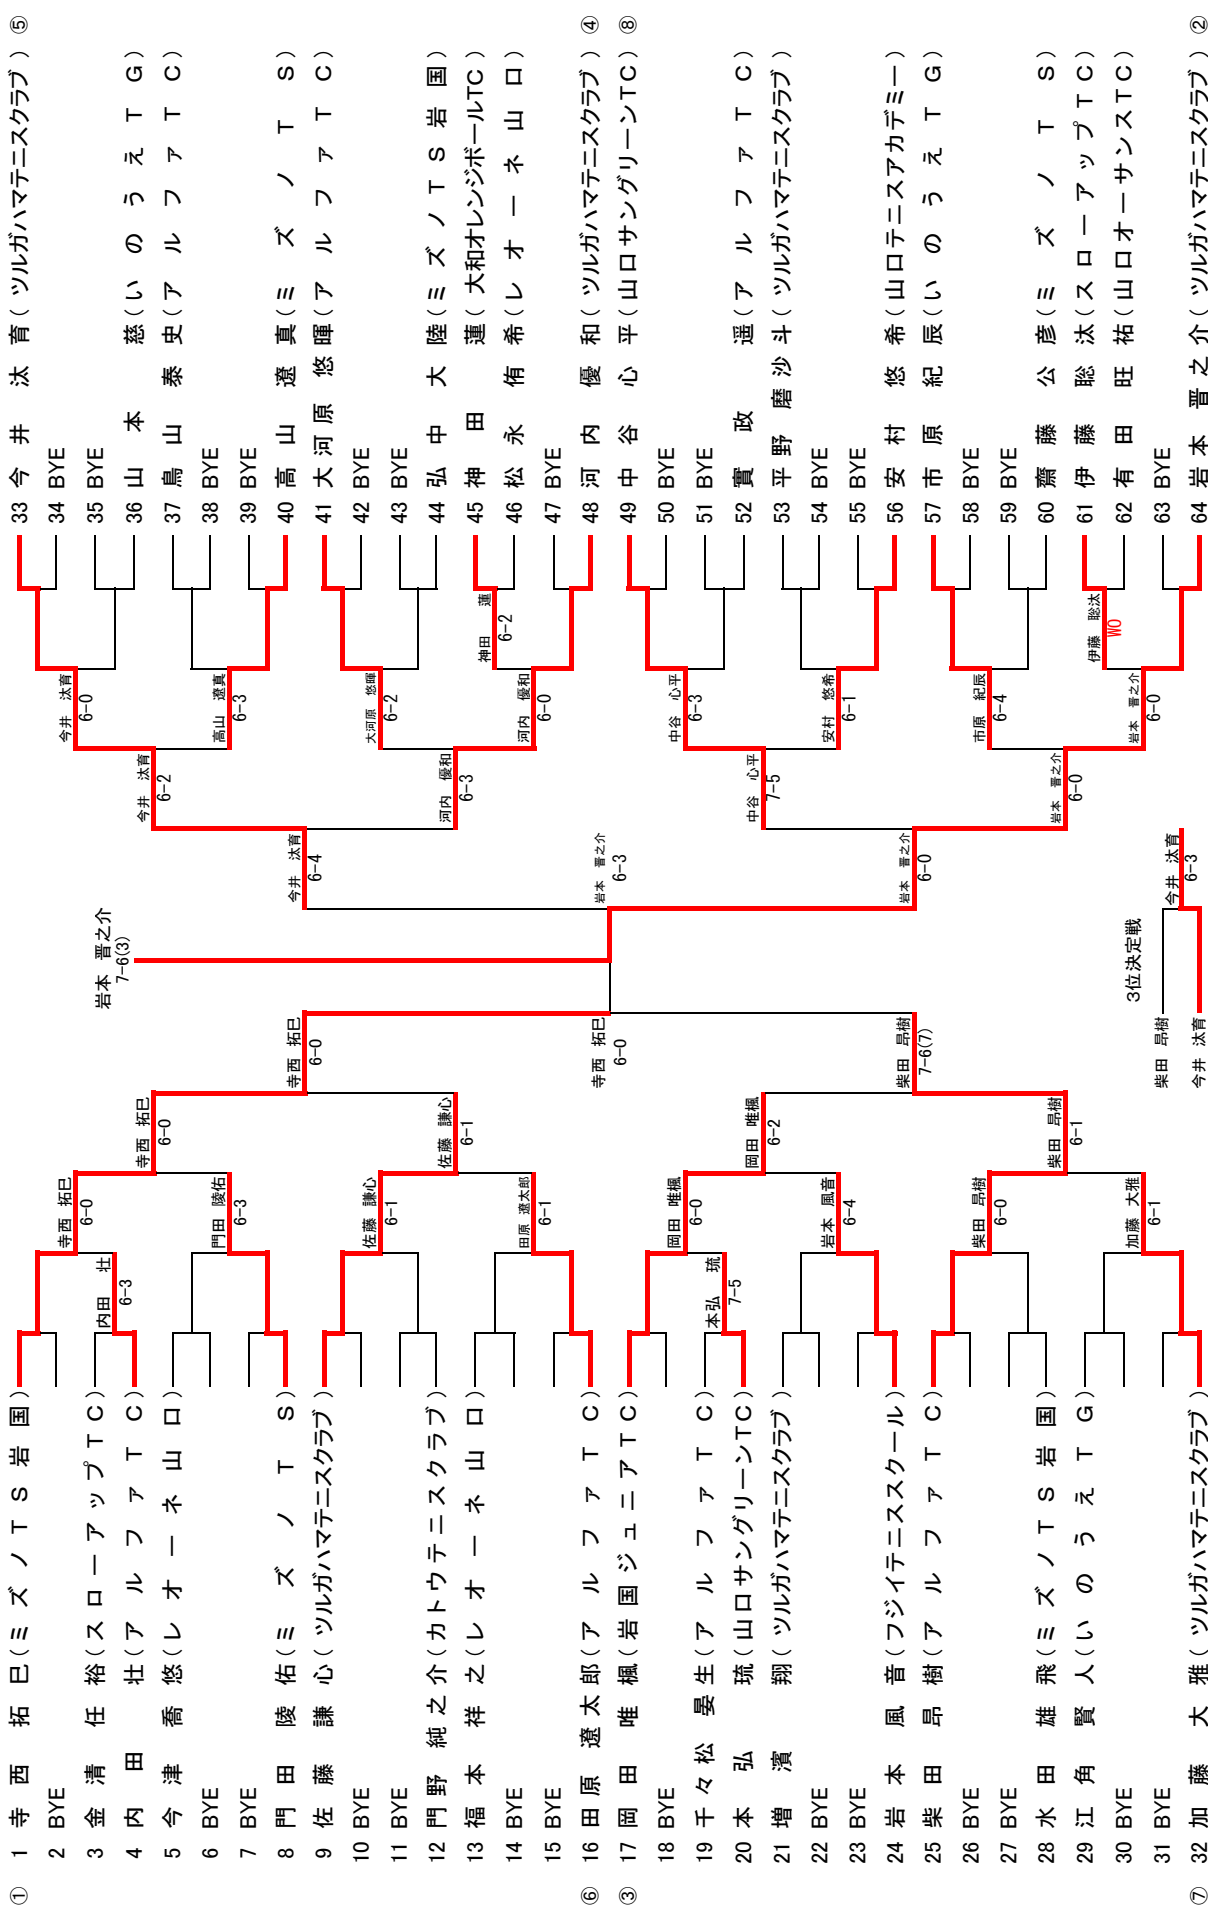 ① 1 寺西 拓巳 (ミズノTS岩国)
2 BYE
3 金清 任裕 (スローアップTC)
4 内田 壮 (アルファTC)
5 今津 喬悠 (レオーネ山口)
6 BYE
7 BYE
8 門田 陵佑 (ミズノTS)
9 佐藤 謙心 (ツルガハマテニスクラブ)
10 BYE
11 BYE
12 門野 純之介 (カトウテニスクラブ)
13 福本 祥之 (レオーネ山口)
14 BYE
15 BYE
⑥ 16 田原 遼太郎 (アルファTC)
③ 17 岡田 唯楓 (岩国ジュニアTC)
18 BYE
19 千々松 晏生 (アルファTC)
20 本弘 琉 (山口サングリーンTC)
21 増濱 翔 (ツルガハマテニスクラブ)
22 BYE
23 BYE
24 岩本 風音 (フジイテニススクール)
25 柴田 昂樹 (アルファTC)
26 BYE
27 BYE
28 水田 雄飛 (ミズノTS岩国)
29 江角 賢人 (いのうえTG)
30 BYE
31 BYE
⑦ 32 加藤 大雅 (ツルガハマテニスクラブ)
内田 壮
6-3
本弘 琉
7-5
寺西 拓巳
6-0
門田 陵佑
6-3
佐藤 謙心
6-1
田原 遼太郎
6-1
岡田 唯楓
6-0
岩本 風音
6-4
柴田 昂樹
6-0
加藤 大雅
6-1
寺西 拓巳
6-0
佐藤 謙心
6-1
岡田 唯楓
6-2
柴田 昂樹
6-1
寺西 拓巳
6-0
柴田 昂樹
7-6(7)
寺西 拓巳
6-0
岩本 晋之介
7-6(3)
岩本 晋之介
6-3
今井 汰育
6-4
岩本 晋之介
6-0
今井 汰育
6-2
河内 優和
6-3
中谷 心平
7-5
岩本 晋之介
6-0
今井 汰育
6-0
高山 遼真
6-3
大河原 悠暉
6-2
河内 優和
6-0
中谷 心平
6-3
安村 悠希
6-1
市原 紀辰
6-4
岩本 晋之介
6-0
神田 蓮
6-2
伊藤 聡汰
WO
33 今井 汰育 (ツルガハマテニスクラブ) ⑤
34 BYE
35 BYE
36 山本 慈 (いのうえTG)
37 鳥山 泰史 (アルファTC)
38 BYE
39 BYE
40 高山 遼真 (ミズノTS)
41 大河原 悠暉 (アルファTC)
42 BYE
43 BYE
44 弘中 大陸 (ミズノTS岩国)
45 神田 蓮 (大和オレンジボールTC)
46 松永 侑希 (レオーネ山口)
47 BYE
48 河内 優和 (ツルガハマテニスクラブ) ④
49 中谷 心平 (山口サングリーンTC) ⑧
50 BYE
51 BYE
52 實政 遥 (アルファTC)
53 平野 磨沙斗 (ツルガハマテニスクラブ)
54 BYE
55 BYE
56 安村 悠希 (山口テニスアカデミー)
57 市原 紀辰 (いのうえTG)
58 BYE
59 BYE
60 齋藤 公彦 (ミズノTS)
61 伊藤 聡汰 (スローアップTC)
62 有田 旺祐 (山口オーサンスTC)
63 BYE
64 岩本 晋之介 (ツルガハマテニスクラブ) ②
3位決定戦
柴田 昂樹
今井 汰育
今井 汰育
6-3